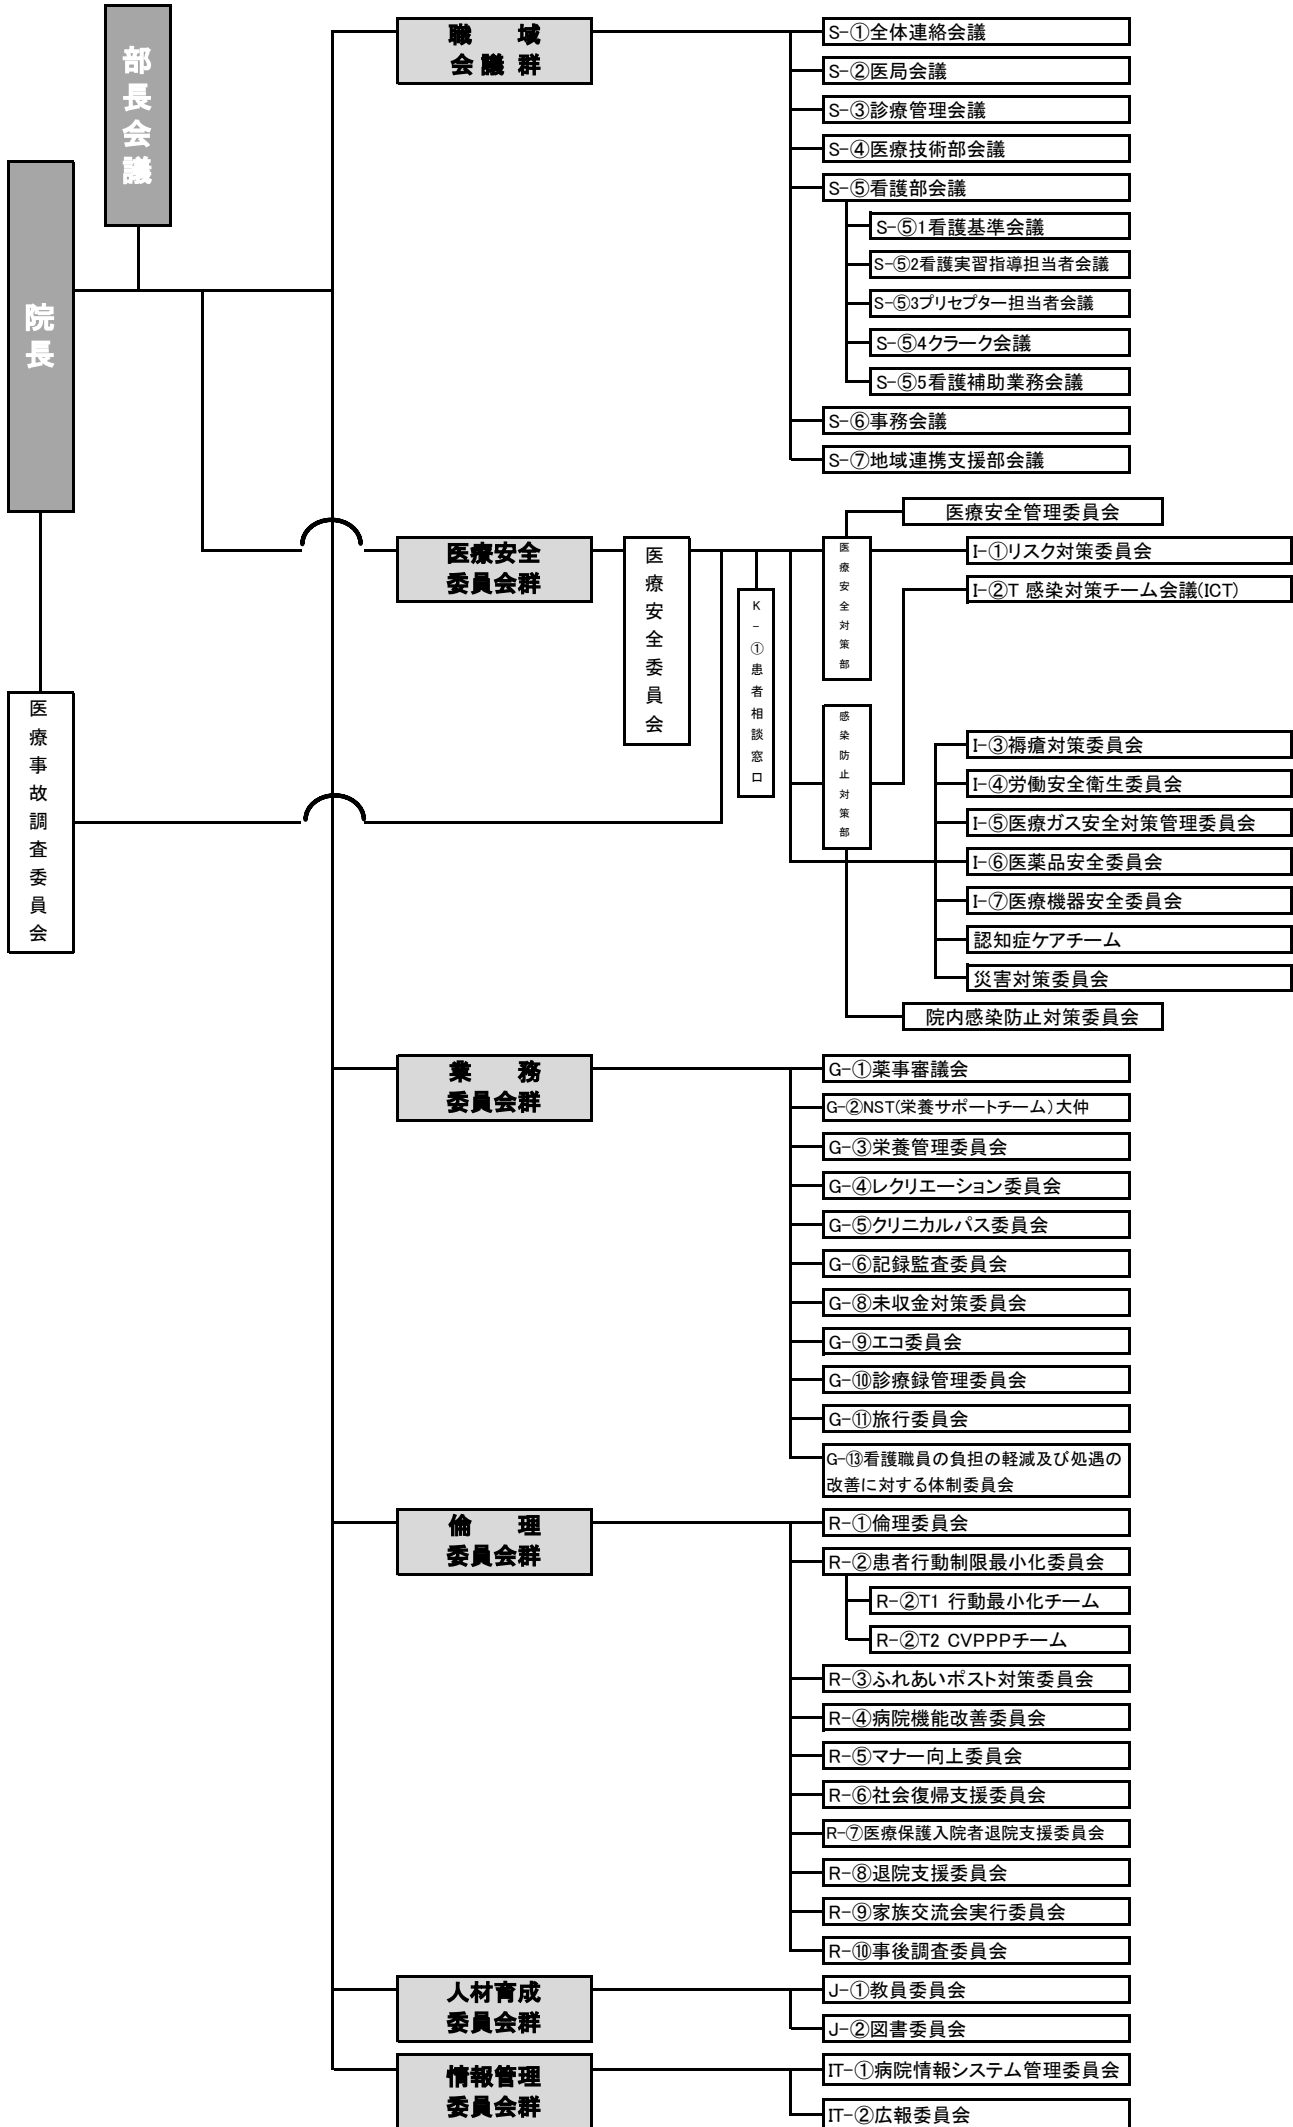 部長会議
院長
職　域
会議群
S-①全体連絡会議
S-②医局会議
S-③診療管理会議
S-④医療技術部会議
S-⑤看護部会議
S-⑤1看護基準会議
S-⑤2看護実習指導担当者会議
S-⑤3プリセプター担当者会議
S-⑤4クラーク会議
S-⑤5看護補助業務会議
S-⑥事務会議
S-⑦地域連携支援部会議
医療安全
委員会群
医療安全委員会
K-①患者相談窓口
医療安全対策部
医療安全管理委員会
I-①リスク対策委員会
I-②T 感染対策チーム会議(ICT)
感染防止対策部
I-③褥瘡対策委員会
I-④労働安全衛生委員会
I-⑤医療ガス安全対策管理委員会
I-⑥医薬品安全委員会
I-⑦医療機器安全委員会
認知症ケアチーム
災害対策委員会
院内感染防止対策委員会
医療事故調査委員会
業　務
委員会群
G-①薬事審議会
G-②NST(栄養サポートチーム)大仲
G-③栄養管理委員会
G-④レクリエーション委員会
G-⑤クリニカルパス委員会
G-⑥記録監査委員会
G-⑧未収金対策委員会
G-⑨エコ委員会
G-⑩診療録管理委員会
G-⑪旅行委員会
G-⑬看護職員の負担の軽減及び処遇の
改善に対する体制委員会
倫　理
委員会群
R-①倫理委員会
R-②患者行動制限最小化委員会
R-②T1 行動最小化チーム
R-②T2 CVPPPチーム
R-③ふれあいポスト対策委員会
R-④病院機能改善委員会
R-⑤マナー向上委員会
R-⑥社会復帰支援委員会
R-⑦医療保護入院者退院支援委員会
R-⑧退院支援委員会
R-⑨家族交流会実行委員会
R-⑩事後調査委員会
人材育成
委員会群
J-①教員委員会
J-②図書委員会
情報管理
委員会群
IT-①病院情報システム管理委員会
IT-②広報委員会